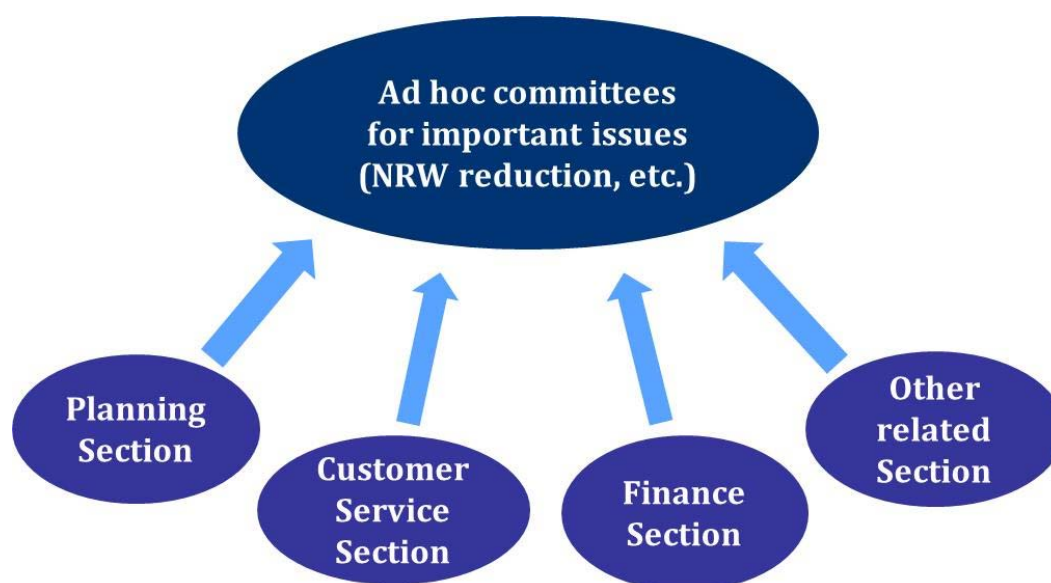 Ad hoc committees
for important issues
(NRW reduction, etc.)
Planning
Section
Customer
Service
Section
Finance
Section
Other
related
Section